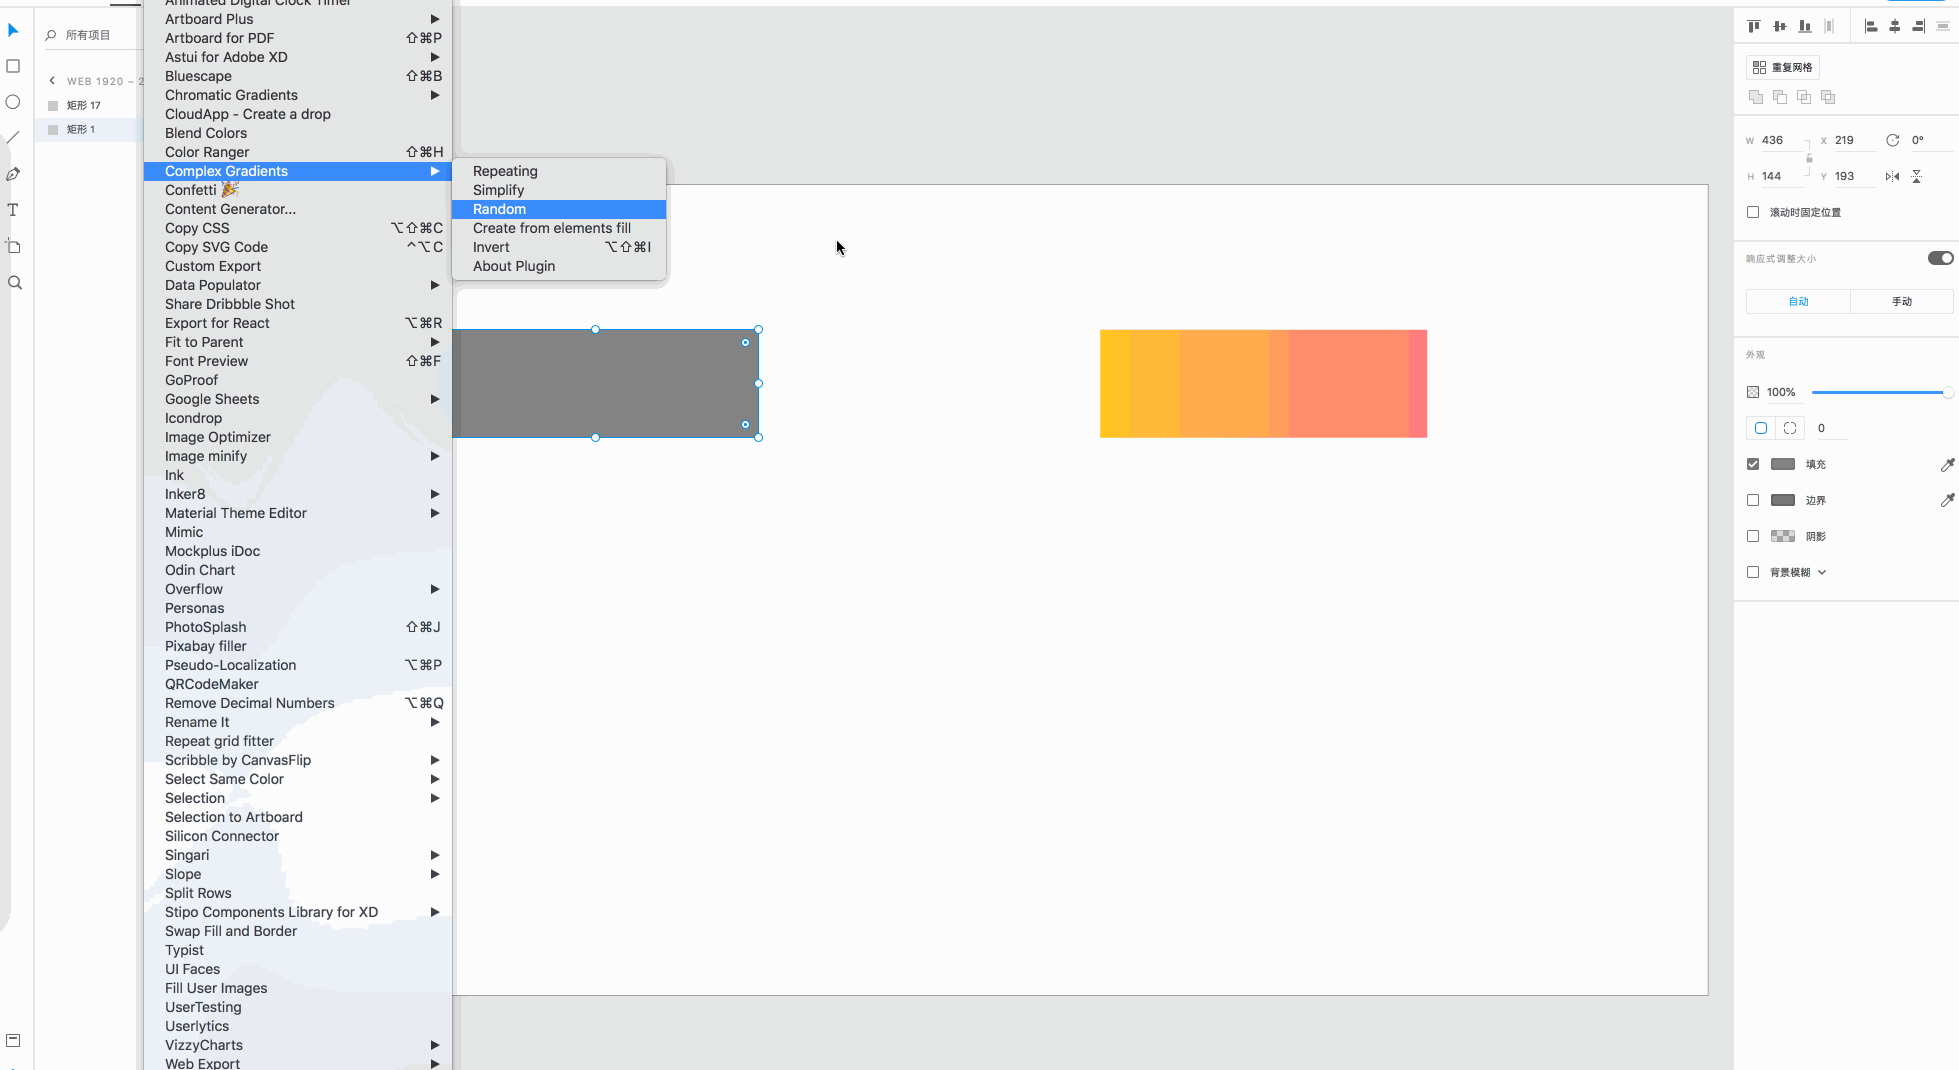 Animated Digital Clock Timer
Artboard Plus
Artboard for PDF ⇧⌘P
Astui for Adobe XD
Bluescape ⇧⌘B
Chromatic Gradients
CloudApp - Create a drop
Blend Colors
Color Ranger ⇧⌘H
Complex Gradients
Confetti 🎉
Content Generator...
Copy CSS ⌥⇧⌘C
Copy SVG Code ^⌥C
Custom Export
Data Populator
Share Dribbble Shot
Export for React ⌥⌘R
Fit to Parent
Font Preview ⇧⌘F
GoProof
Google Sheets
Icondrop
Image Optimizer
Image minify
Ink
Inker8
Material Theme Editor
Mimic
Mockplus iDoc
Odin Chart
Overflow
Personas
PhotoSplash ⇧⌘J
Pixabay filler
Pseudo-Localization ⌥⌘P
QRCodeMaker
Remove Decimal Numbers ⌥⌘Q
Rename It
Repeat grid fitter
Scribble by CanvasFlip
Select Same Color
Selection
Selection to Artboard
Silicon Connector
Singari
Slope
Split Rows
Stipo Components Library for XD
Swap Fill and Border
Typist
UI Faces
Fill User Images
UserTesting
Userlytics
VizzyCharts
Web Export
Repeating
Simplify
Random
Create from elements fill
Invert ⌥⇧⌘I
About Plugin
所有项目
WEB 1920 – 2
矩形 17
矩形 1
重复网格
W 436 X 219 0°
H 144 Y 193
滚动时固定位置
响应式调整大小
自动 手动
外观
100%
0
填充
边界
阴影
背景模糊